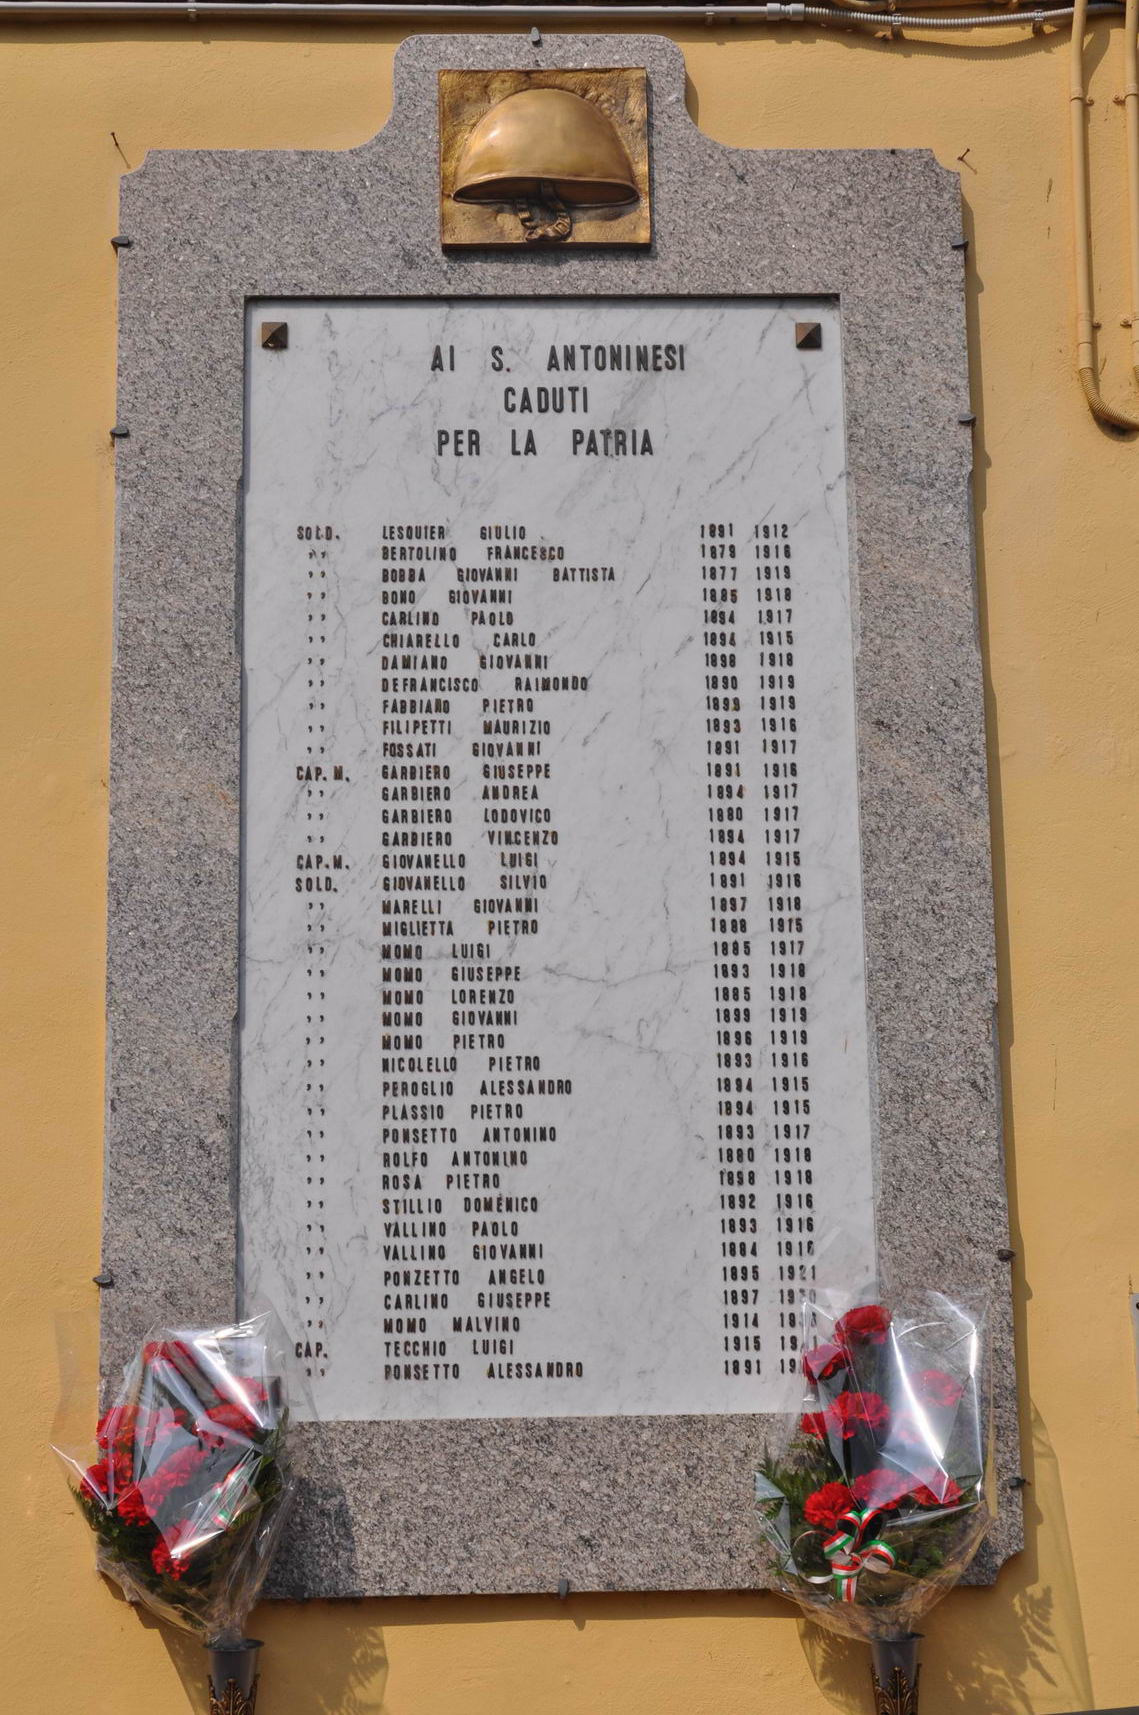 AI S. ANTONINESI
CADUTI
PER LA PATRIA
SOLD. LESQUIER GIULIO 1891 1912
,, BERTOLINO FRANCESCO 1879 1916
,, BOBBA GIOVANNI BATTISTA 1877 1919
,, BONO GIOVANNI 1885 1918
,, CARLINO PAOLO 1894 1917
,, CHIARELLO CARLO 1894 1915
,, DAMIANO GIOVANNI 1898 1918
,, DEFRANCISCO RAIMONDO 1890 1919
,, FABBIANO PIETRO 1899 1919
,, FILIPETTI MAURIZIO 1893 1916
,, FOSSATI GIOVANNI 1891 1917
CAP. M. GARBIERO GIUSEPPE 1891 1916
,, GARBIERO ANDREA 1894 1917
,, GARBIERO LODOVICO 1880 1917
,, GARBIERO VINCENZO 1894 1917
CAP. M. GIOVANELLO LUIGI 1894 1915
SOLD. GIOVANELLO SILVIO 1891 1916
,, MARELLI GIOVANNI 1897 1918
,, MIGLIETTA PIETRO 1888 1915
,, MOMO LUIGI 1885 1917
,, MOMO GIUSEPPE 1893 1918
,, MOMO LORENZO 1885 1918
,, MOMO GIOVANNI 1899 1919
,, MOMO PIETRO 1896 1919
,, NICOLELLO PIETRO 1893 1916
,, PEROGLIO ALESSANDRO 1894 1915
,, PLASSIO PIETRO 1894 1915
,, PONSETTO ANTONINO 1893 1917
,, ROLFO ANTONINO 1880 1918
,, ROSA PIETRO 1898 1918
,, STILLIO DOMENICO 1892 1916
,, VALLINO PAOLO 1893 1916
,, VALLINO GIOVANNI 1884 1916
,, PONZETTO ANGELO 1895 1921
,, CARLINO GIUSEPPE 1897
,, MOMO MALVINO 1914
CAP. TECCHIO LUIGI 1915
,, PONSETTO ALESSANDRO 1891